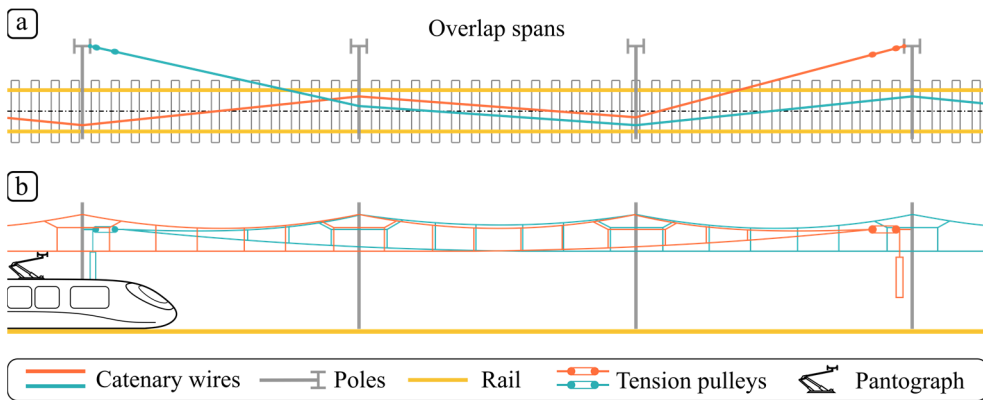 a
Overlap spans
b
Catenary wires
Poles
Rail
Tension pulleys
Pantograph